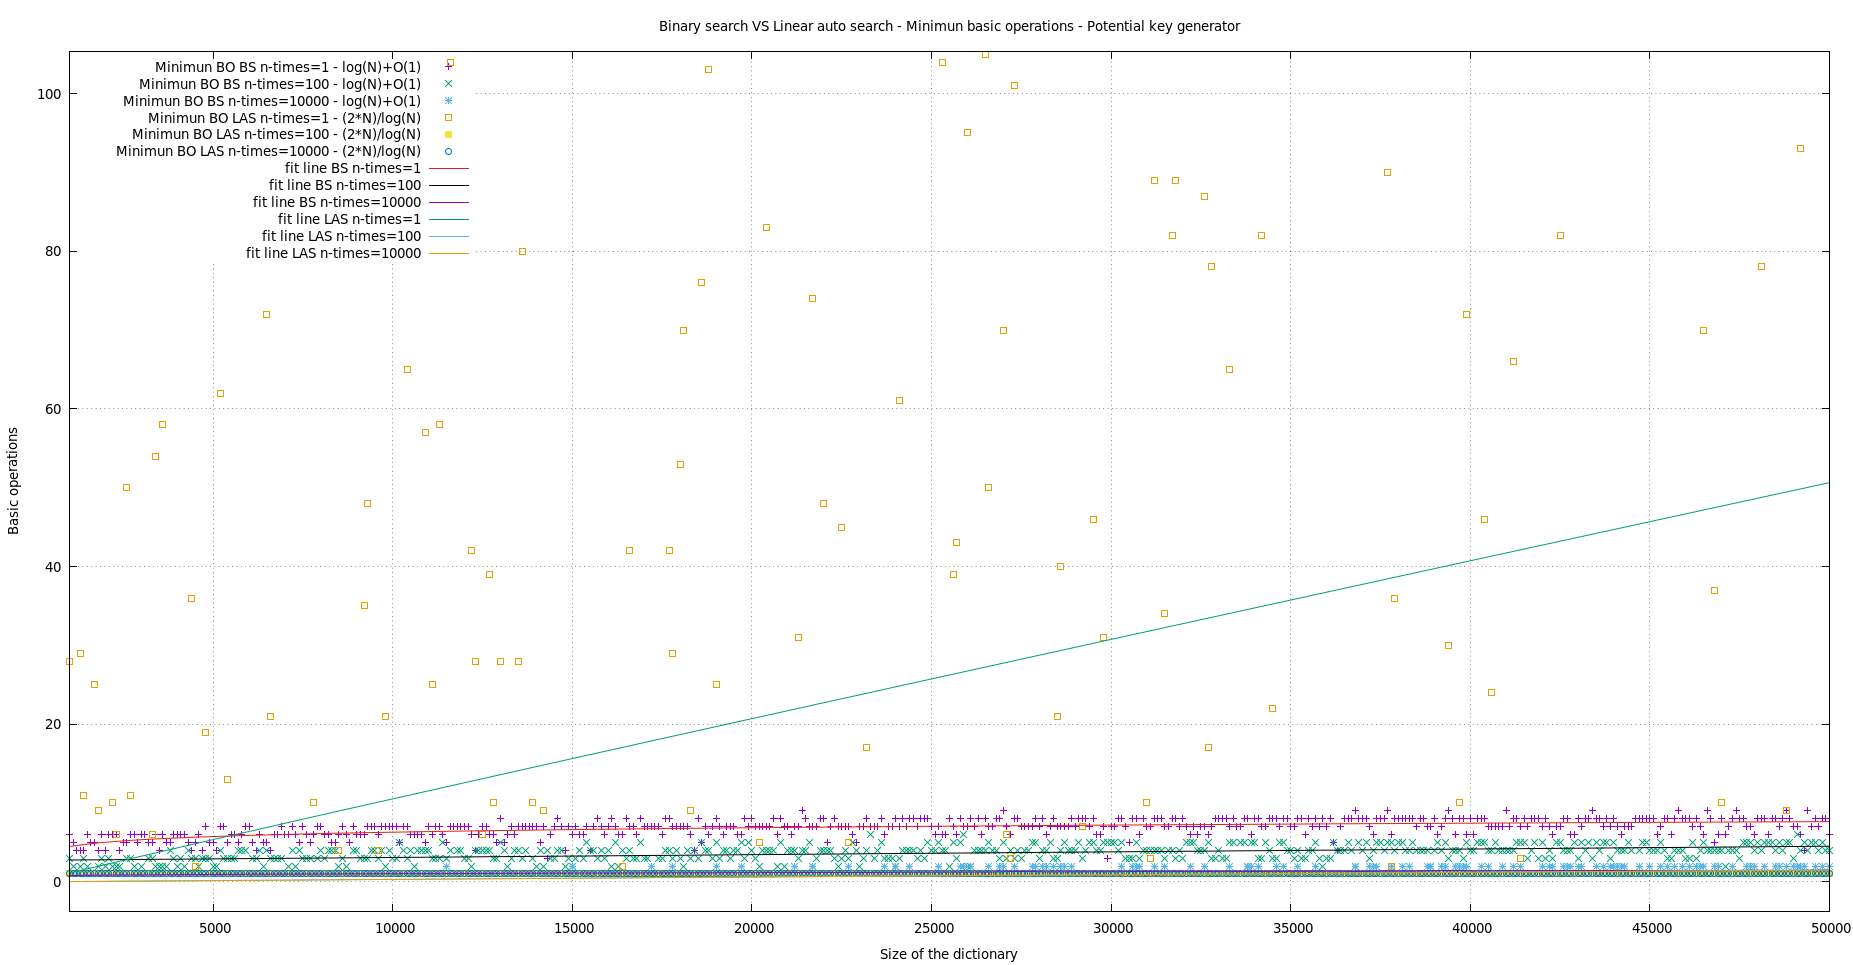 Binary search VS Linear auto search - Minimun basic operations - Potential key generator
Minimun BO BS n-times=1 - log(N)+O(1)
Minimun BO BS n-times=100 - log(N)+O(1)
Minimun BO BS n-times=10000 - log(N)+O(1)
Minimun BO LAS n-times=1 - (2*N)/log(N)
Minimun BO LAS n-times=100 - (2*N)/log(N)
Minimun BO LAS n-times=10000 - (2*N)/log(N)
fit line BS n-times=1
fit line BS n-times=100
fit line BS n-times=10000
fit line LAS n-times=1
fit line LAS n-times=100
fit line LAS n-times=10000
100
80
60
40
20
0
Basic operations
5000 10000 15000 20000 25000 30000 35000 40000 45000 50000
Size of the dictionary